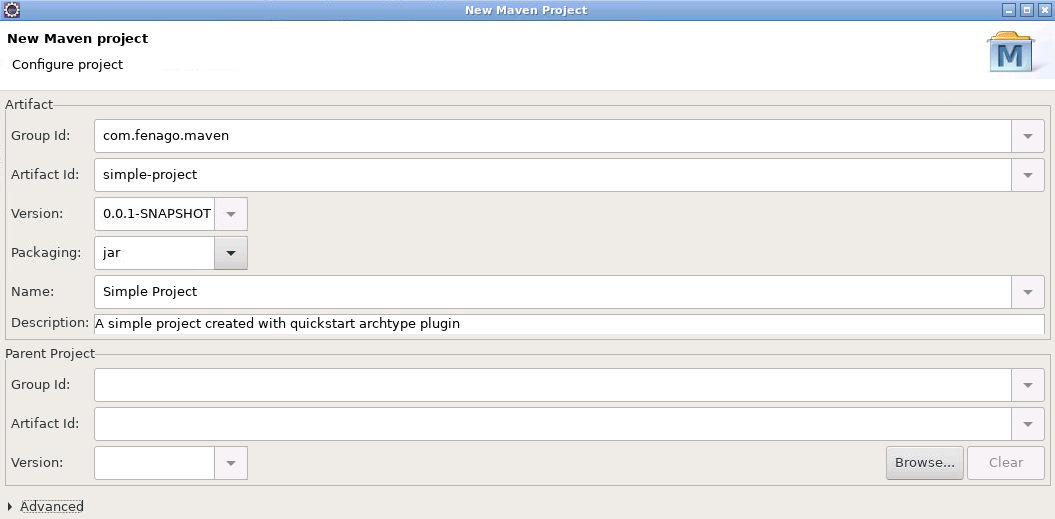 New Maven Project
New Maven project
Configure project
M
Artifact
Group Id: com.fenago.maven
Artifact Id: simple-project
Version: 0.0.1-SNAPSHOT
Packaging: jar
Name: Simple Project
Description: A simple project created with quickstart archtype plugin
Parent Project
Group Id:
Artifact Id:
Version: Browse... Clear
Advanced